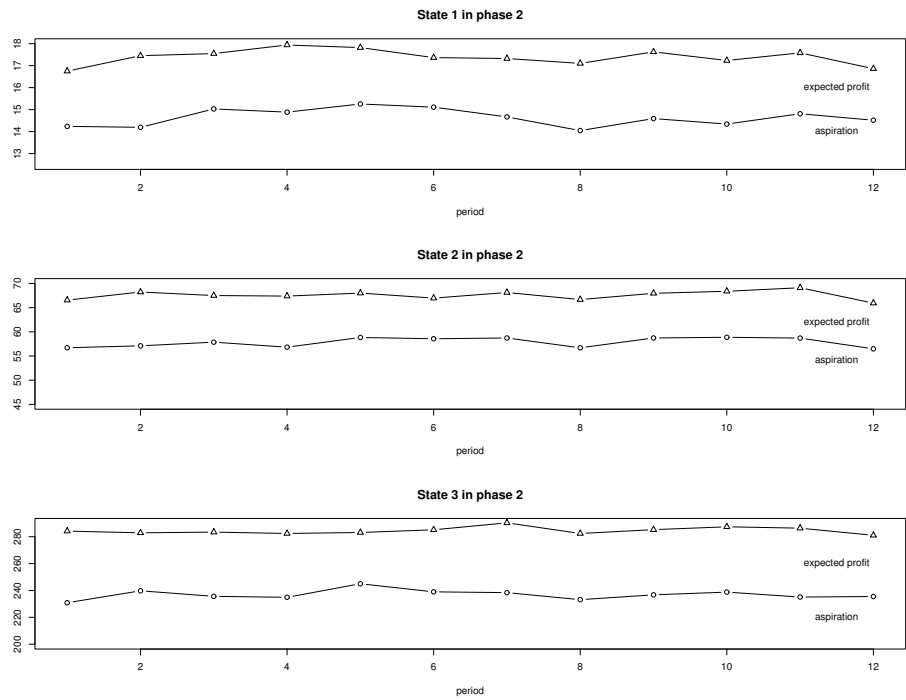 State 1 in phase 2
18
17
16
15
14
13
expected profit
aspiration
2 4 6 8 10 12
period
State 2 in phase 2
70
65
60
55
50
45
expected profit
aspiration
2 4 6 8 10 12
period
State 3 in phase 2
280
260
240
220
200
expected profit
aspiration
2 4 6 8 10 12
period